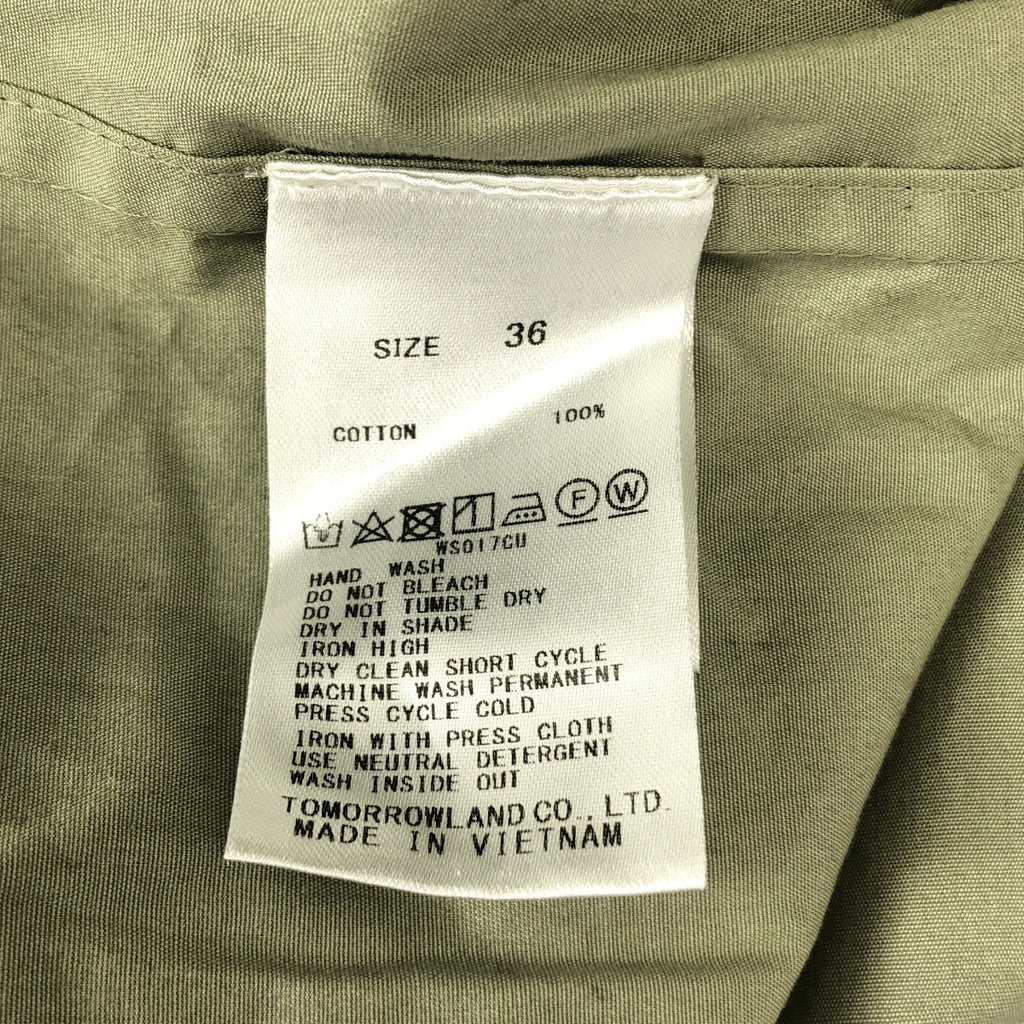 SIZE 36
COTTON 100%
F W
WS017CU
HAND WASH
DO NOT BLEACH
DO NOT TUMBLE DRY
DRY IN SHADE
IRON HIGH
DRY CLEAN SHORT CYCLE
MACHINE WASH PERMANENT
PRESS CYCLE COLD
IRON WITH PRESS CLOTH
USE NEUTRAL DETERGENT
WASH INSIDE OUT
TOMORROWLAND CO., LTD.
MADE IN VIETNAM